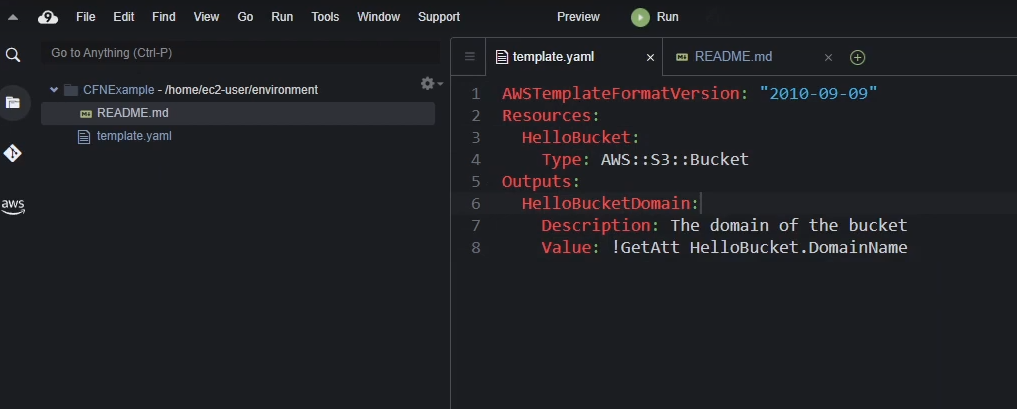 9 File Edit Find View Go Run Tools Window Support Preview Run
Go to Anything (Ctrl-P)
CFNExample - /home/ec2-user/environment
README.md
template.yaml
aws
template.yaml × README.md ×
1 AWSTemplateFormatVersion: "2010-09-09"
2 Resources:
3   HelloBucket:
4     Type: AWS::S3::Bucket
5 Outputs:
6   HelloBucketDomain:
7     Description: The domain of the bucket
8     Value: !GetAtt HelloBucket.DomainName